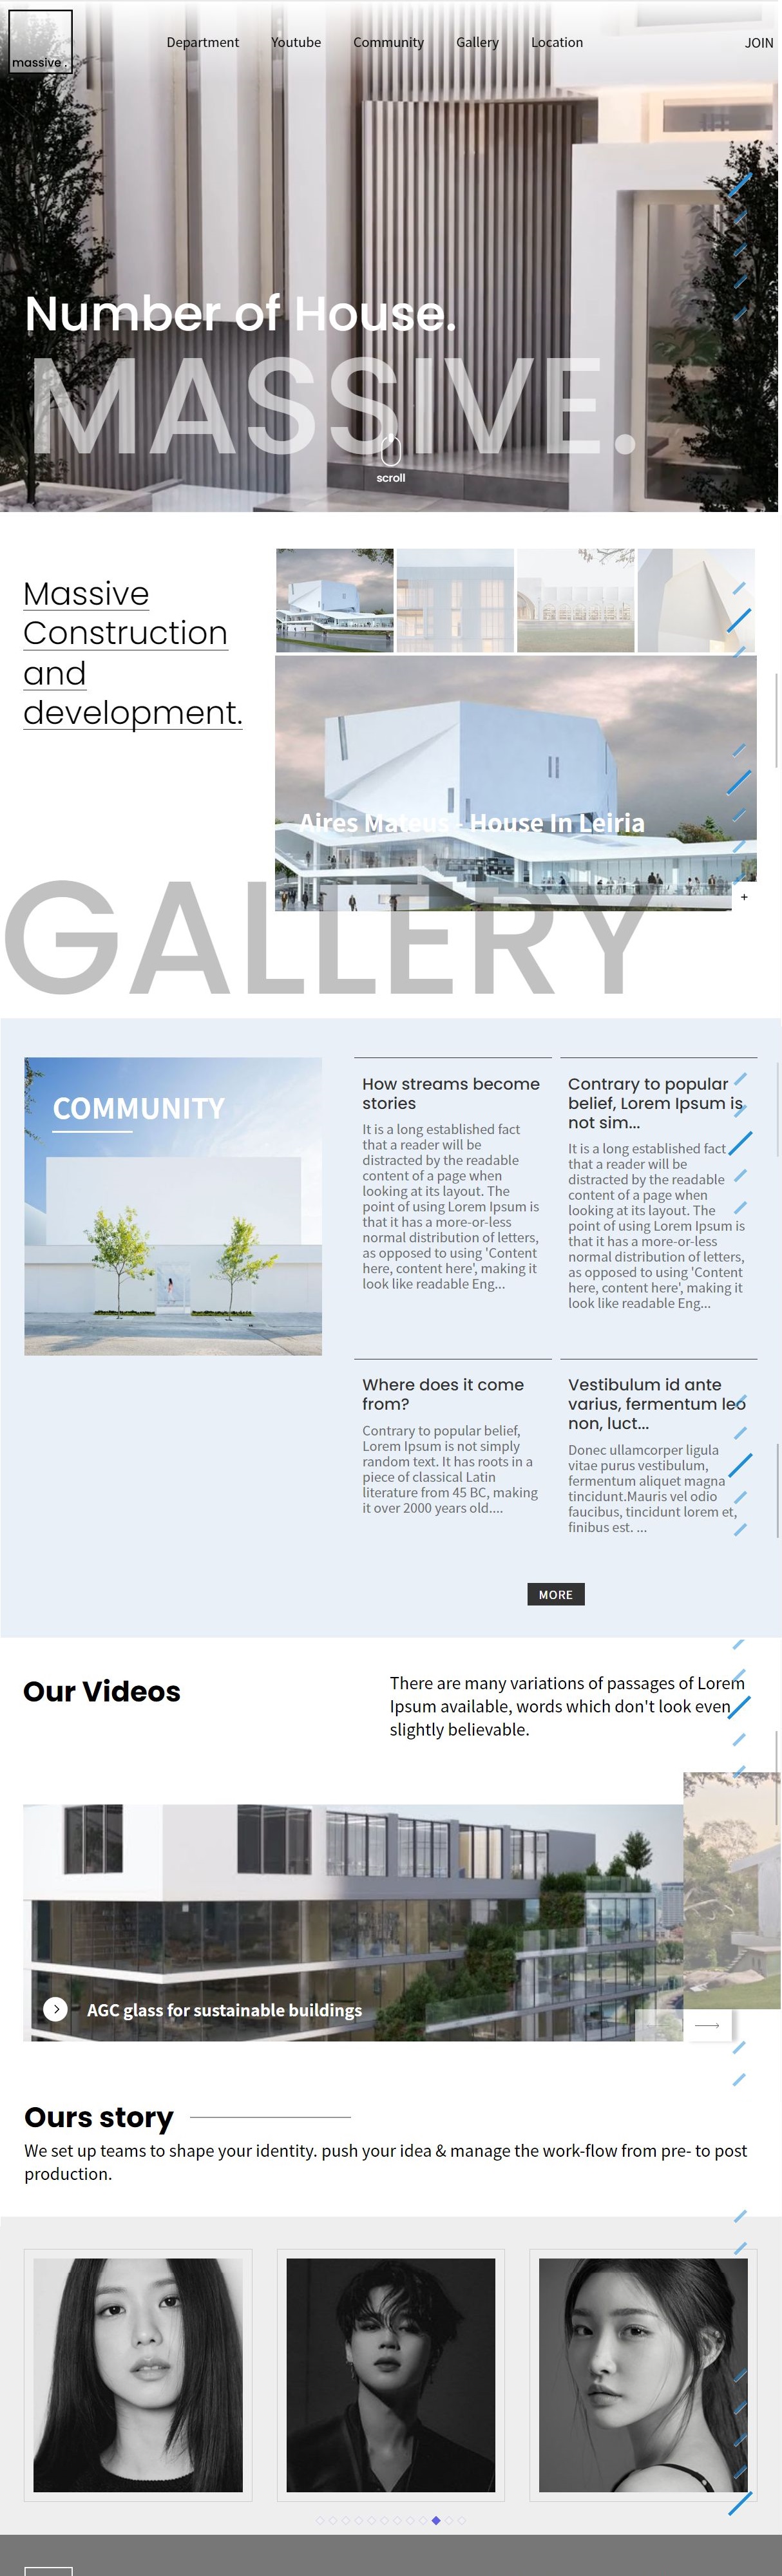 massive .
Department
Youtube
Community
Gallery
Location
JOIN
Number of House.
MASSIVE.
scroll
Massive
Construction
and
development.
Aires Mateus - House In Leiria
+
GALLERY
COMMUNITY
How streams become
stories
It is a long established fact
that a reader will be
distracted by the readable
content of a page when
looking at its layout. The
point of using Lorem Ipsum is
that it has a more-or-less
normal distribution of letters,
as opposed to using 'Content
here, content here', making it
look like readable Eng...
Contrary to popular
belief, Lorem Ipsum is
not sim...
It is a long established fact
that a reader will be
distracted by the readable
content of a page when
looking at its layout. The
point of using Lorem Ipsum is
that it has a more-or-less
normal distribution of letters,
as opposed to using 'Content
here, content here', making it
look like readable Eng...
Where does it come
from?
Contrary to popular belief,
Lorem Ipsum is not simply
random text. It has roots in a
piece of classical Latin
literature from 45 BC, making
it over 2000 years old....
Vestibulum id ante
varius, fermentum leo
non, luct...
Donec ullamcorper ligula
vitae purus vestibulum,
fermentum aliquet magna
tincidunt.Mauris vel odio
faucibus, tincidunt lorem et,
finibus est. ...
MORE
Our Videos
There are many variations of passages of Lorem
Ipsum available, words which don't look even
slightly believable.
AGC glass for sustainable buildings
Ours story
We set up teams to shape your identity. push your idea & manage the work-flow from pre- to post
production.